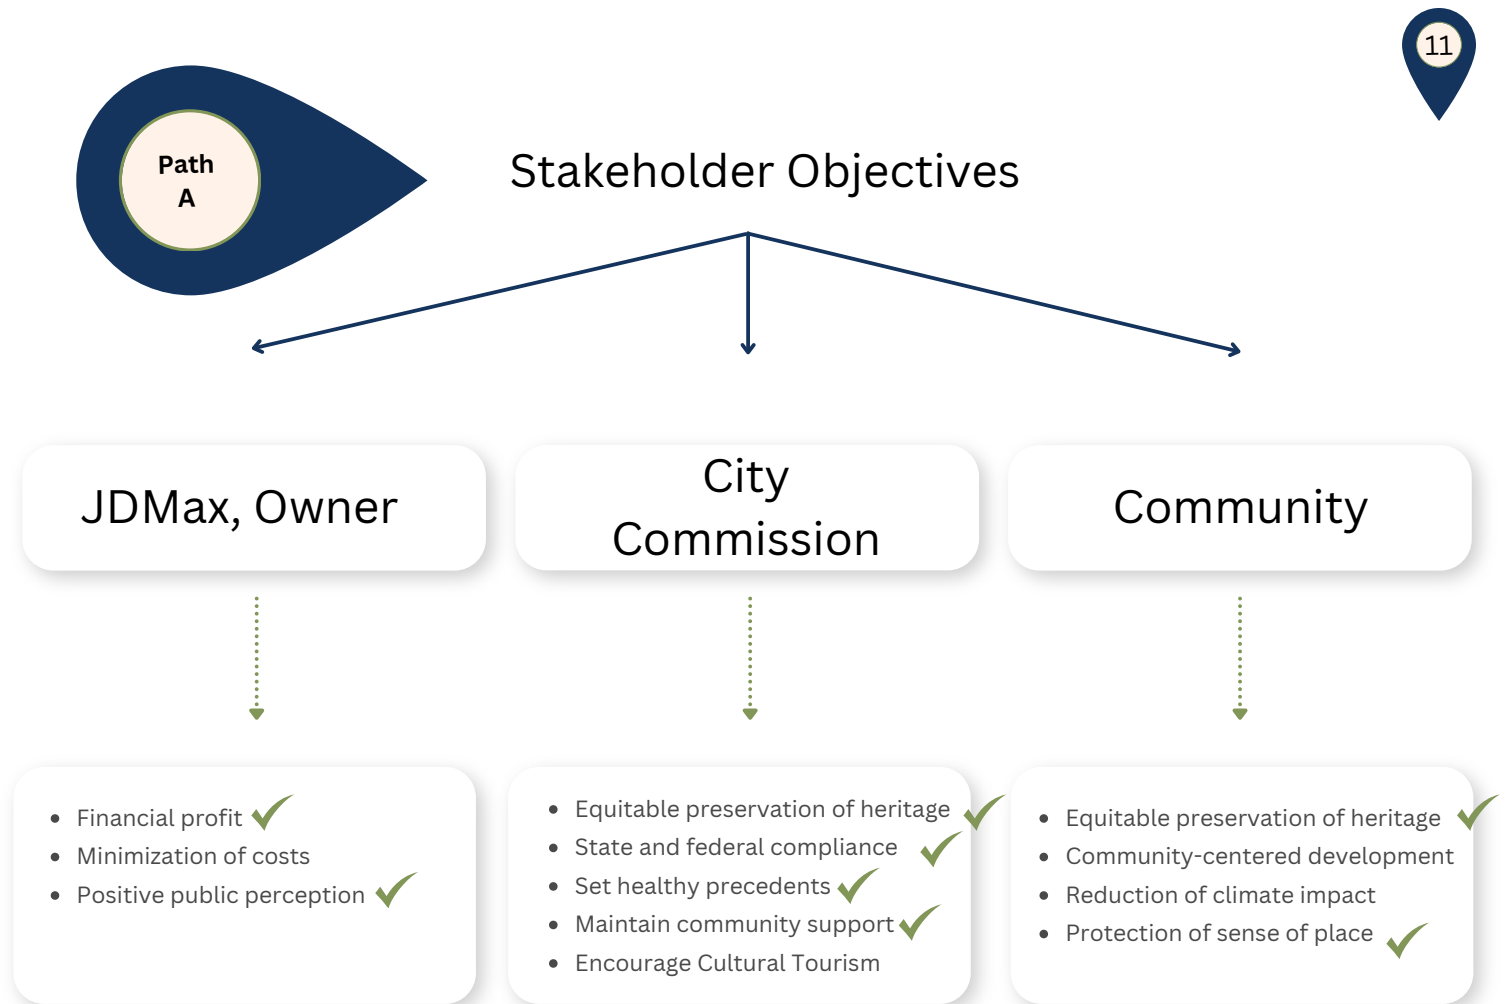 11
Path
A
Stakeholder Objectives
JDMax, Owner
City
Commission
Community
Financial profit
Minimization of costs
Positive public perception
Equitable preservation of heritage
State and federal compliance
Set healthy precedents
Maintain community support
Encourage Cultural Tourism
Equitable preservation of heritage
Community-centered development
Reduction of climate impact
Protection of sense of place